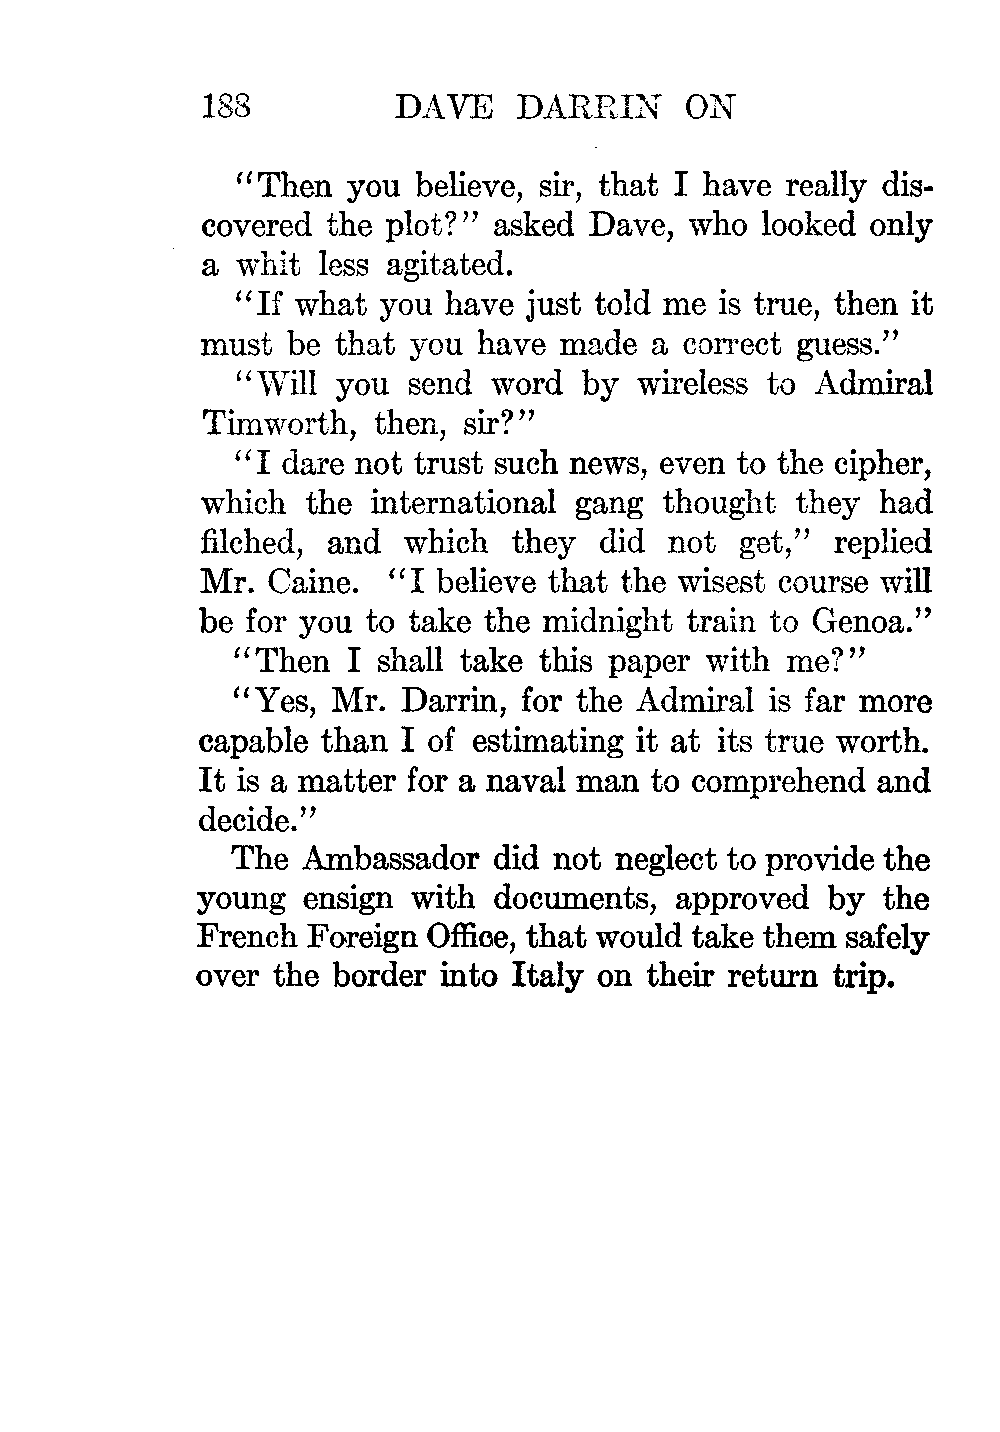 188 DAVE DARRIN ON
"Then you believe, sir, that I have really dis-
covered the plot?" asked Dave, who looked only
a whit less agitated.
"If what you have just told me is true, then it
must be that you have made a correct guess."
"Will you send word by wireless to Admiral
Timworth, then, sir?"
"I dare not trust such news, even to the cipher,
which the international gang thought they had
filched, and which they did not get," replied
Mr. Caine. "I believe that the wisest course will
be for you to take the midnight train to Genoa."
"Then I shall take this paper with me?"
"Yes, Mr. Darrin, for the Admiral is far more
capable than I of estimating it at its true worth.
It is a matter for a naval man to comprehend and
decide."
The Ambassador did not neglect to provide the
young ensign with documents, approved by the
French Foreign Office, that would take them safely
over the border into Italy on their return trip.